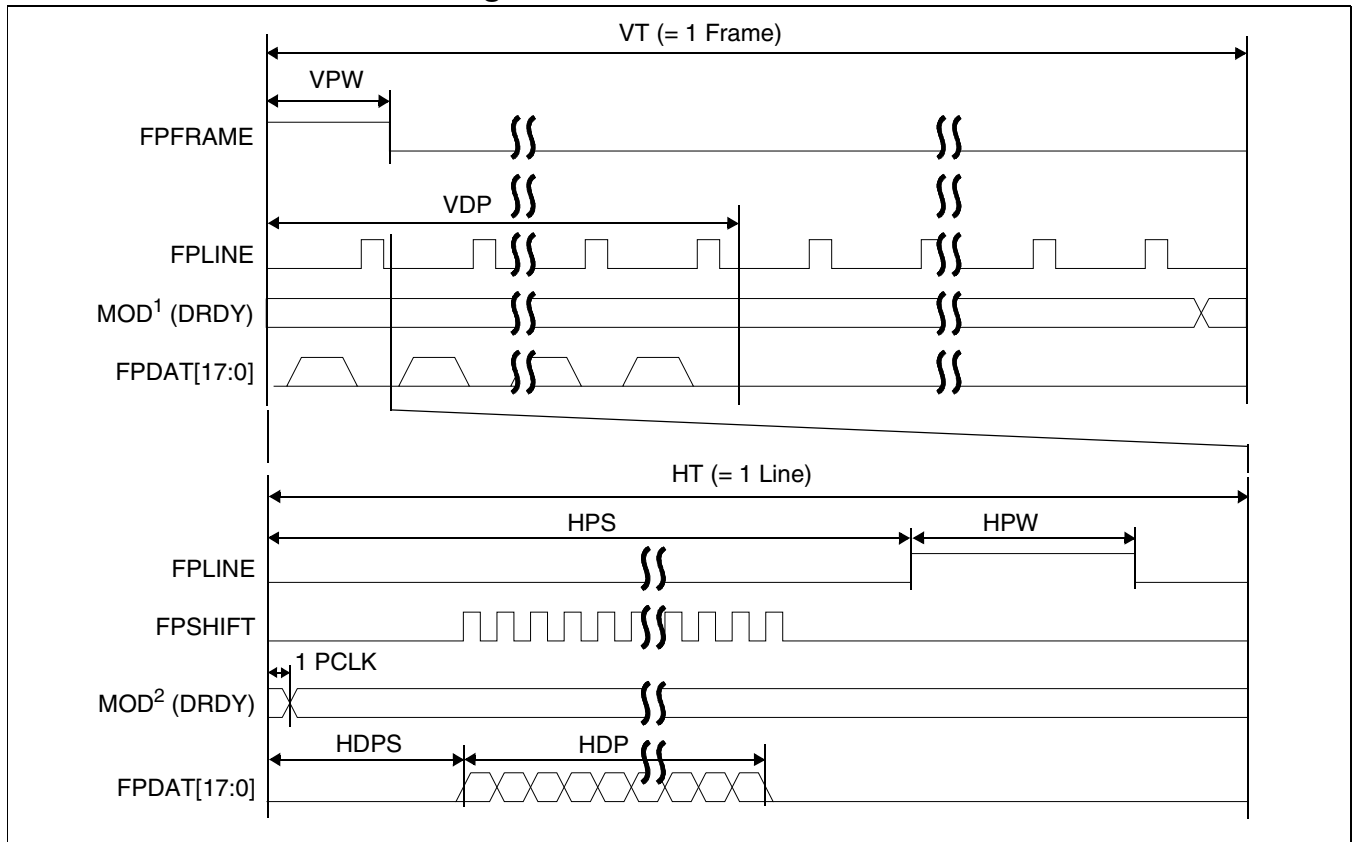 VT (= 1 Frame)
VPW
FPFRAME
VDP
FPLINE
MOD1 (DRDY)
FPDAT[17:0]
HT (= 1 Line)
HPS
HPW
FPLINE
FPSHIFT
1 PCLK
MOD2 (DRDY)
HDPS
HDP
FPDAT[17:0]